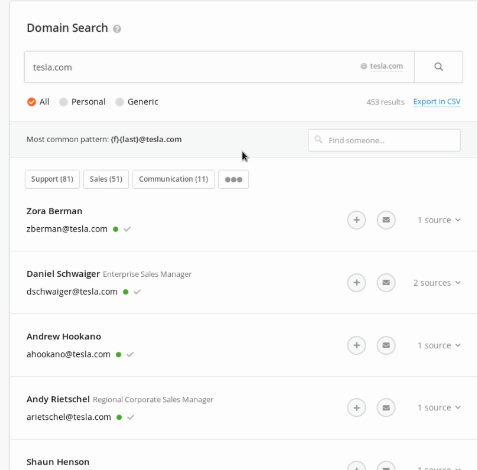 Domain Search ?
tesla.com @ tesla.com
All Personal Generic 453 results Export in CSV
Most common pattern: {f}{last}@tesla.com Find someone...
Support (81) Sales (51) Communication (11)
Zora Berman
zberman@tesla.com 1 source
Daniel Schwaiger Enterprise Sales Manager
dschwaiger@tesla.com 2 sources
Andrew Hookano
ahookano@tesla.com 1 source
Andy Rietschel Regional Corporate Sales Manager
arietschel@tesla.com 1 source
Shaun Henson
1 source